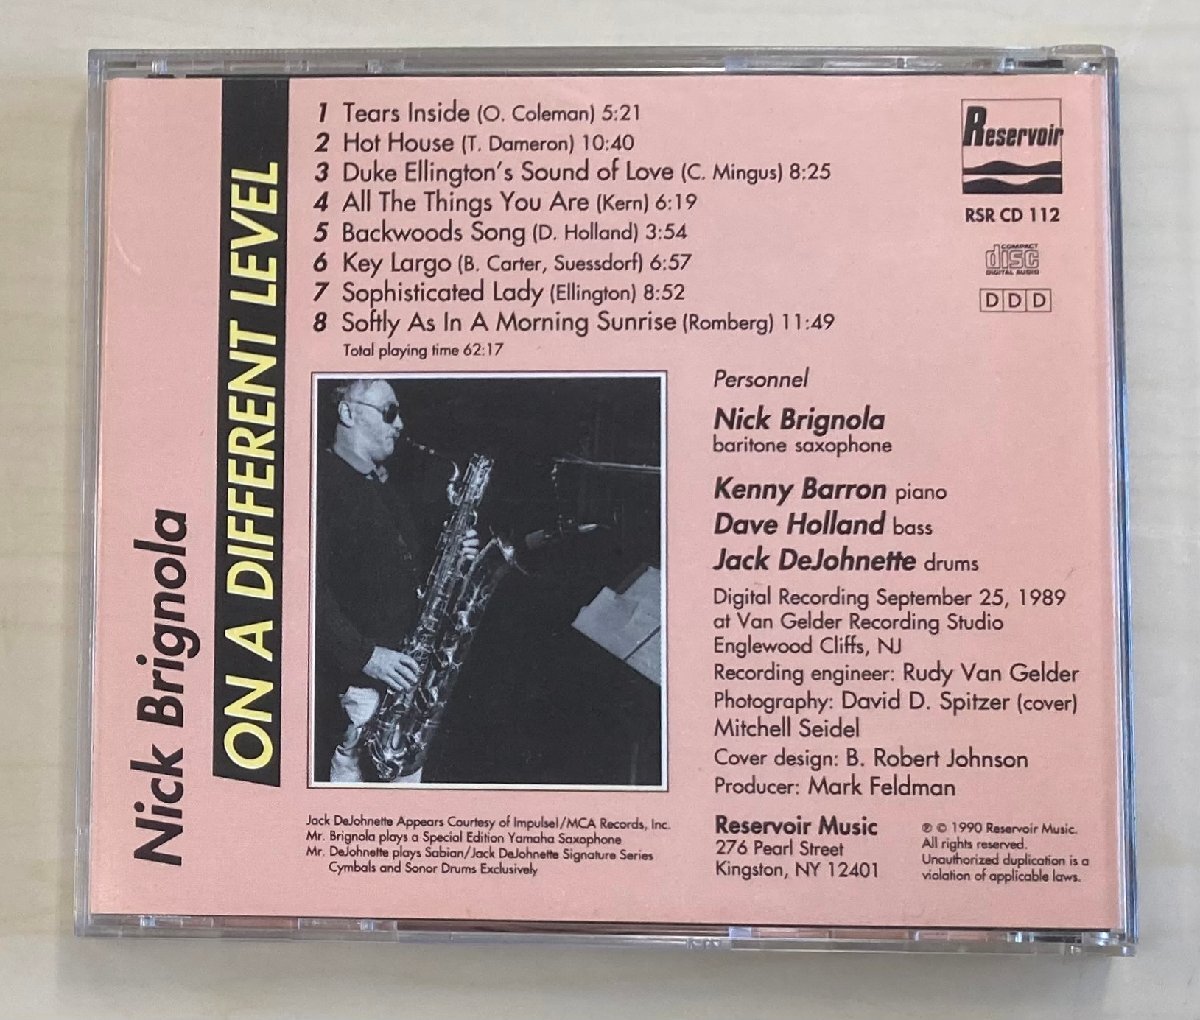 Nick Brignola
ON A DIFFERENT LEVEL
1 Tears Inside (O. Coleman) 5:21
2 Hot House (T. Dameron) 10:40
3 Duke Ellington's Sound of Love (C. Mingus) 8:25
4 All The Things You Are (Kern) 6:19
5 Backwoods Song (D. Holland) 3:54
6 Key Largo (B. Carter, Suessdorf) 6:57
7 Sophisticated Lady (Ellington) 8:52
8 Softly As In A Morning Sunrise (Romberg) 11:49
Total playing time 62:17
Reservoir
RSR CD 112
COMPACT
disc
DIGITAL AUDIO
D D D
Personnel
Nick Brignola
baritone saxophone
Kenny Barron piano
Dave Holland bass
Jack DeJohnette drums
Digital Recording September 25, 1989
at Van Gelder Recording Studio
Englewood Cliffs, NJ
Recording engineer: Rudy Van Gelder
Photography: David D. Spitzer (cover)
Mitchell Seidel
Cover design: B. Robert Johnson
Producer: Mark Feldman
Jack DeJohnette Appears Courtesy of Impulse!/MCA Records, Inc.
Mr. Brignola plays a Special Edition Yamaha Saxophone
Mr. DeJohnette plays Sabian/Jack DeJohnette Signature Series
Cymbals and Sonor Drums Exclusively
Reservoir Music
276 Pearl Street
Kingston, NY 12401
℗ © 1990 Reservoir Music.
All rights reserved.
Unauthorized duplication is a
violation of applicable laws.